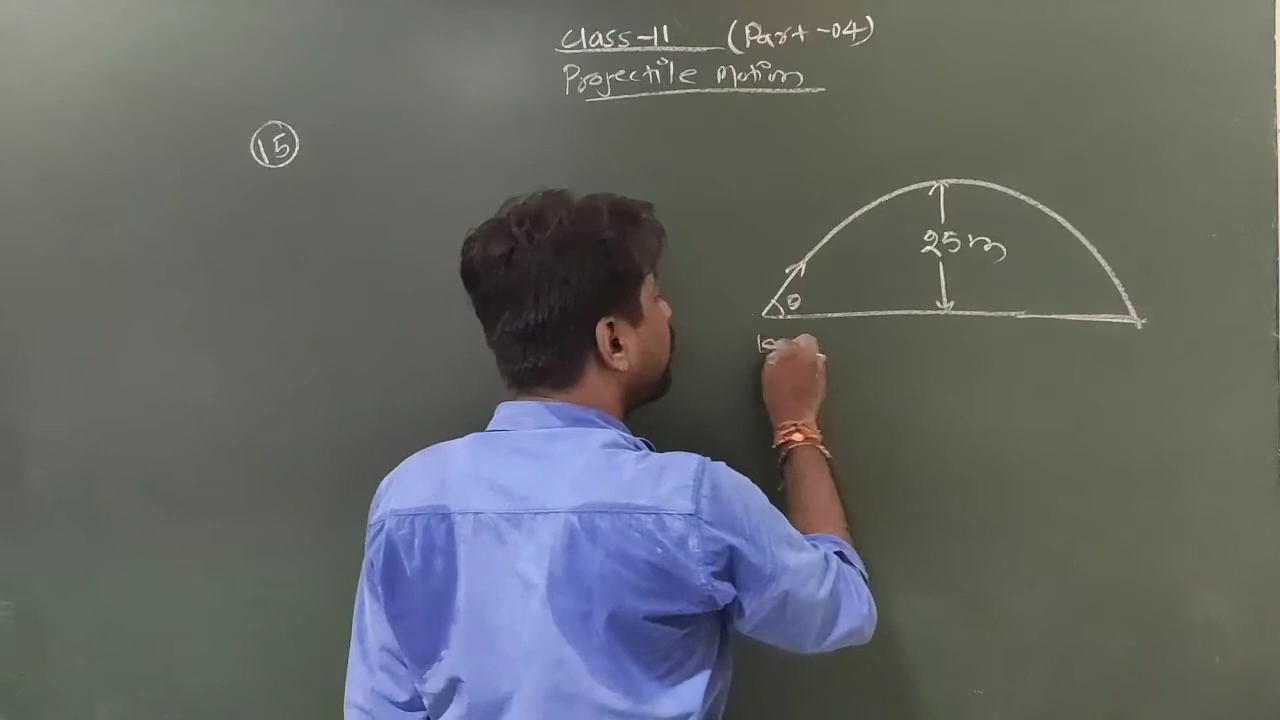 Class-11 (Part-04)
Projectile Motion
15
25m
θ